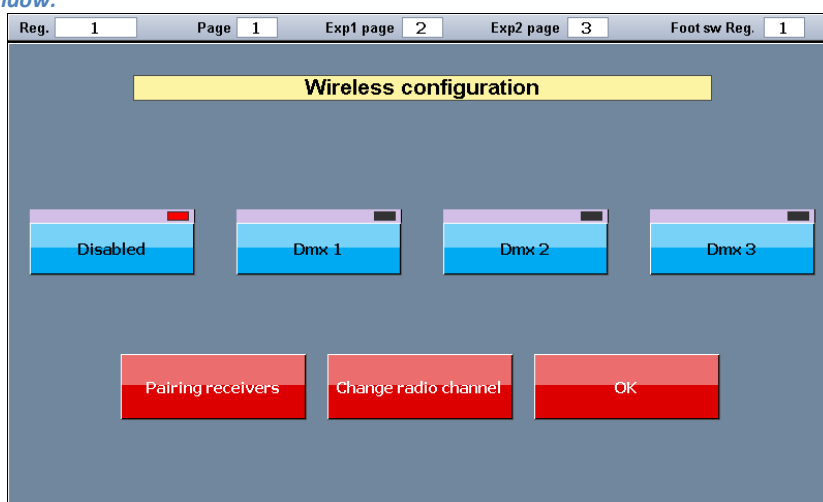 Reg. 1 Page 1 Exp1 page 2 Exp2 page 3 Foot sw Reg. 1
Wireless configuration
Disabled Dmx 1 Dmx 2 Dmx 3
Pairing receivers Change radio channel OK